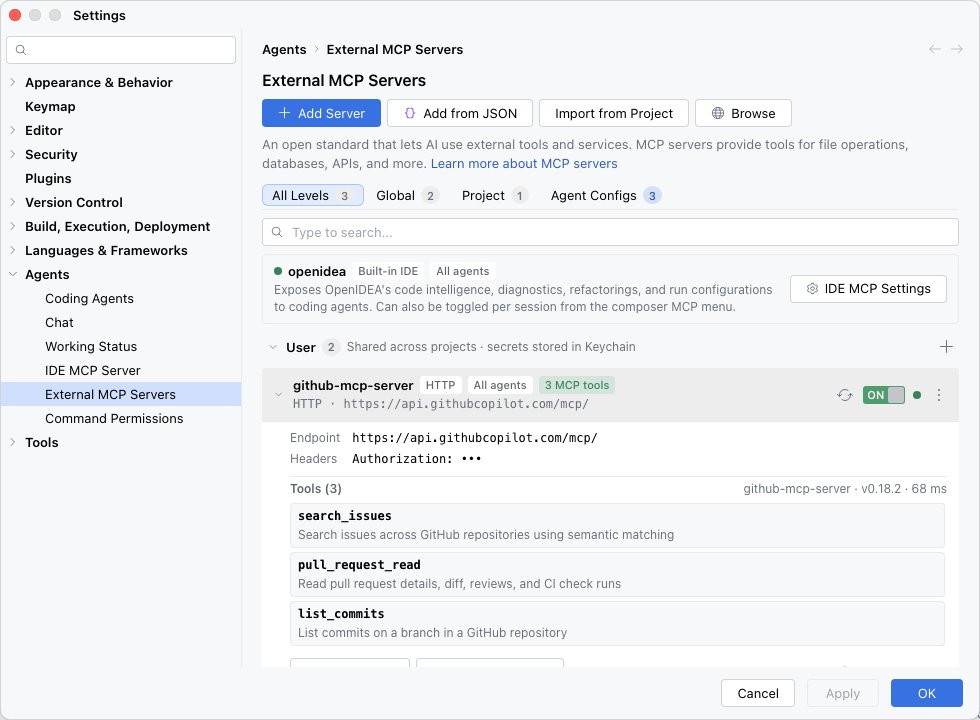 Settings
Appearance & Behavior
Keymap
Editor
Security
Plugins
Version Control
Build, Execution, Deployment
Languages & Frameworks
Agents
Coding Agents
Chat
Working Status
IDE MCP Server
External MCP Servers
Command Permissions
Tools
Agents › External MCP Servers
External MCP Servers
+ Add Server {} Add from JSON Import from Project Browse
An open standard that lets AI use external tools and services. MCP servers provide tools for file operations,
databases, APIs, and more. Learn more about MCP servers
All Levels 3 Global 2 Project 1 Agent Configs 3
Type to search...
openidea Built-in IDE All agents
Exposes OpenIDEA's code intelligence, diagnostics, refactorings, and run configurations
to coding agents. Can also be toggled per session from the composer MCP menu.
IDE MCP Settings
User 2 Shared across projects · secrets stored in Keychain
github-mcp-server HTTP All agents 3 MCP tools
HTTP · https://api.githubcopilot.com/mcp/
ON
Endpoint https://api.githubcopilot.com/mcp/
Headers Authorization: •••
Tools (3) github-mcp-server · v0.18.2 · 68 ms
search_issues
Search issues across GitHub repositories using semantic matching
pull_request_read
Read pull request details, diff, reviews, and CI check runs
list_commits
List commits on a branch in a GitHub repository
Cancel Apply OK